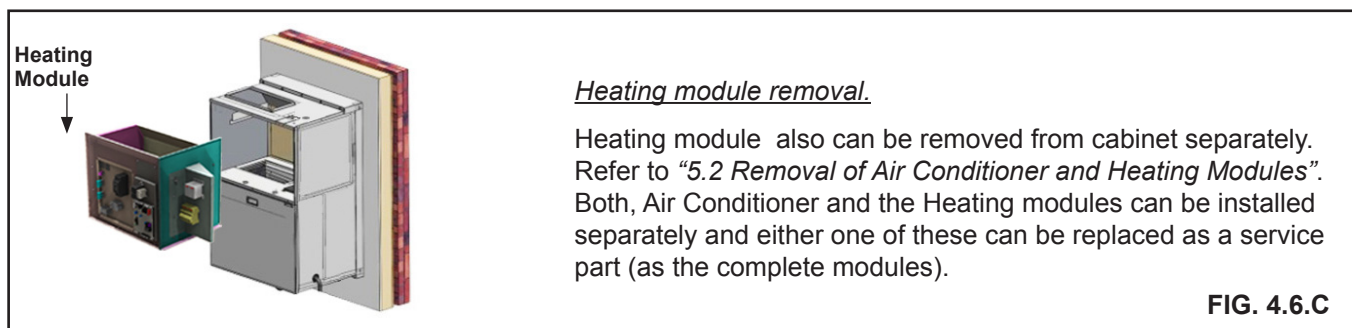 Heating
Module
Heating module removal.
Heating module also can be removed from cabinet separately.
Refer to “5.2 Removal of Air Conditioner and Heating Modules”.
Both, Air Conditioner and the Heating modules can be installed
separately and either one of these can be replaced as a service
part (as the complete modules).
FIG. 4.6.C